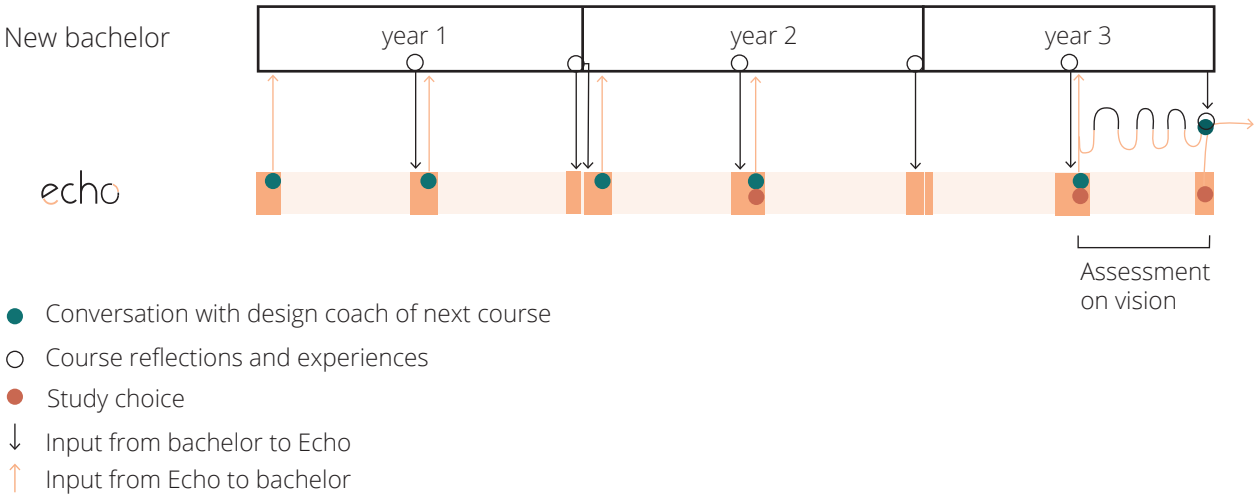 New bachelor
year 1
year 2
year 3
echo
Assessment
on vision
Conversation with design coach of next course
Course reflections and experiences
Study choice
Input from bachelor to Echo
Input from Echo to bachelor